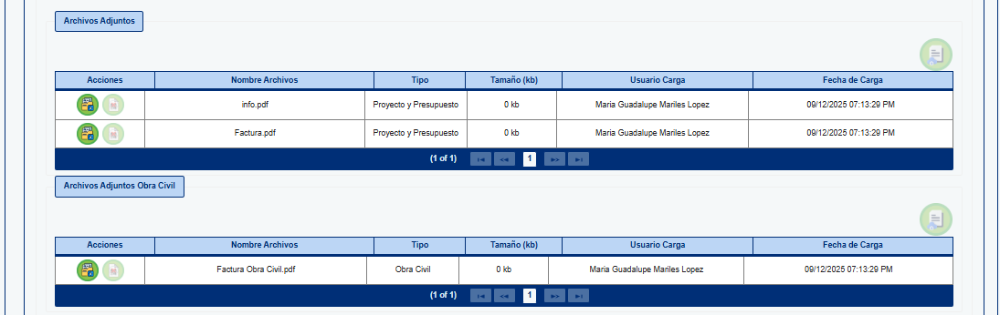 Archivos Adjuntos
Acciones Nombre Archivos Tipo Tamaño (kb) Usuario Carga Fecha de Carga
info.pdf Proyecto y Presupuesto 0 kb Maria Guadalupe Mariles Lopez 09/12/2025 07:13:29 PM
Factura.pdf Proyecto y Presupuesto 0 kb Maria Guadalupe Mariles Lopez 09/12/2025 07:13:29 PM
(1 of 1) 1
Archivos Adjuntos Obra Civil
Acciones Nombre Archivos Tipo Tamaño (kb) Usuario Carga Fecha de Carga
Factura Obra Civil.pdf Obra Civil 0 kb Maria Guadalupe Mariles Lopez 09/12/2025 07:13:29 PM
(1 of 1) 1